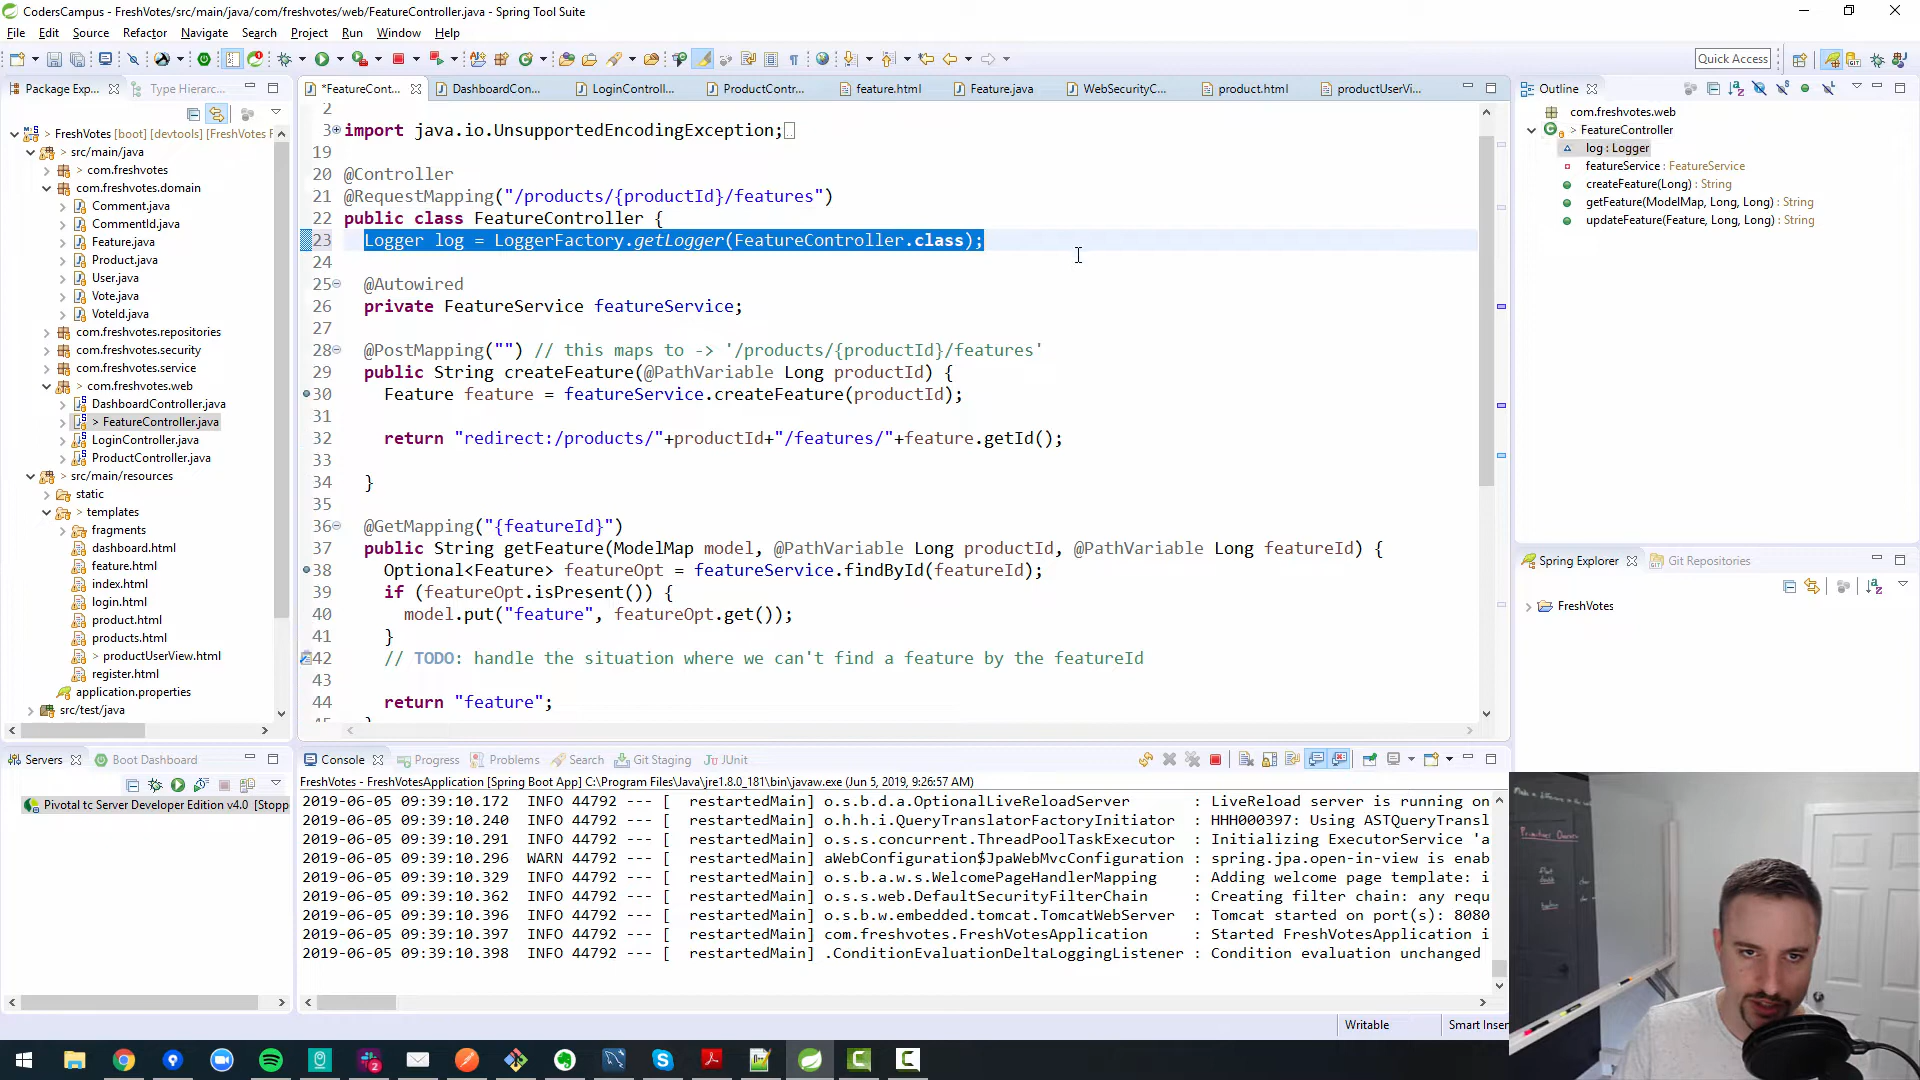 CodersCampus - FreshVotes/src/main/java/com/freshvotes/web/FeatureController.java - Spring Tool Suite
File Edit Source Refactor Navigate Search Project Run Window Help
Quick Access
Package Exp...
Type Hierarc...
FreshVotes [boot] [devtools] [FreshVotes
src/main/java
com.freshvotes
com.freshvotes.domain
Comment.java
CommentId.java
Feature.java
Product.java
User.java
Vote.java
VoteId.java
com.freshvotes.repositories
com.freshvotes.security
com.freshvotes.service
com.freshvotes.web
DashboardController.java
> FeatureController.java
LoginController.java
ProductController.java
> src/main/resources
static
> templates
fragments
dashboard.html
feature.html
index.html
login.html
product.html
products.html
> productUserView.html
register.html
application.properties
src/test/java
*FeatureCont...
DashboardCon...
LoginControll...
ProductContr...
feature.html
Feature.java
WebSecurityC...
product.html
productUserVi...
2
3 import java.io.UnsupportedEncodingException;
19
20 @Controller
21 @RequestMapping("/products/{productId}/features")
22 public class FeatureController {
23 Logger log = LoggerFactory.getLogger(FeatureController.class);
24
25 @Autowired
26 private FeatureService featureService;
27
28 @PostMapping("") // this maps to -> '/products/{productId}/features'
29 public String createFeature(@PathVariable Long productId) {
30 Feature feature = featureService.createFeature(productId);
31
32 return "redirect:/products/"+productId+"/features/"+feature.getId();
33
34 }
35
36 @GetMapping("{featureId}")
37 public String getFeature(ModelMap model, @PathVariable Long productId, @PathVariable Long featureId) {
38 Optional<Feature> featureOpt = featureService.findById(featureId);
39 if (featureOpt.isPresent()) {
40 model.put("feature", featureOpt.get());
41 }
42 // TODO: handle the situation where we can't find a feature by the featureId
43
44 return "feature";
Outline
com.freshvotes.web
> FeatureController
log : Logger
featureService : FeatureService
createFeature(Long) : String
getFeature(ModelMap, Long, Long) : String
updateFeature(Feature, Long, Long) : String
Spring Explorer
Git Repositories
FreshVotes
Servers
Boot Dashboard
Pivotal tc Server Developer Edition v4.0 [Stopp
Console
Progress
Problems
Search
Git Staging
JUnit
FreshVotes - FreshVotesApplication [Spring Boot App] C:\Program Files\Java\jre1.8.0_181\bin\javaw.exe (Jun 5, 2019, 9:26:57 AM)
2019-06-05 09:39:10.172 INFO 44792 --- [ restartedMain] o.s.b.d.a.OptionalLiveReloadServer : LiveReload server is running on
2019-06-05 09:39:10.240 INFO 44792 --- [ restartedMain] o.h.h.i.QueryTranslatorFactoryInitiator : HHH000397: Using ASTQueryTransl
2019-06-05 09:39:10.291 INFO 44792 --- [ restartedMain] o.s.s.concurrent.ThreadPoolTaskExecutor : Initializing ExecutorService 'a
2019-06-05 09:39:10.296 WARN 44792 --- [ restartedMain] aWebConfiguration$JpaWebMvcConfiguration : spring.jpa.open-in-view is enab
2019-06-05 09:39:10.329 INFO 44792 --- [ restartedMain] o.s.b.a.w.s.WelcomePageHandlerMapping : Adding welcome page template: i
2019-06-05 09:39:10.362 INFO 44792 --- [ restartedMain] o.s.s.web.DefaultSecurityFilterChain : Creating filter chain: any requ
2019-06-05 09:39:10.396 INFO 44792 --- [ restartedMain] o.s.b.w.embedded.tomcat.TomcatWebServer : Tomcat started on port(s): 8080
2019-06-05 09:39:10.397 INFO 44792 --- [ restartedMain] com.freshvotes.FreshVotesApplication : Started FreshVotesApplication i
2019-06-05 09:39:10.398 INFO 44792 --- [ restartedMain] .ConditionEvaluationDeltaLoggingListener : Condition evaluation unchanged
Writable
Smart Inser